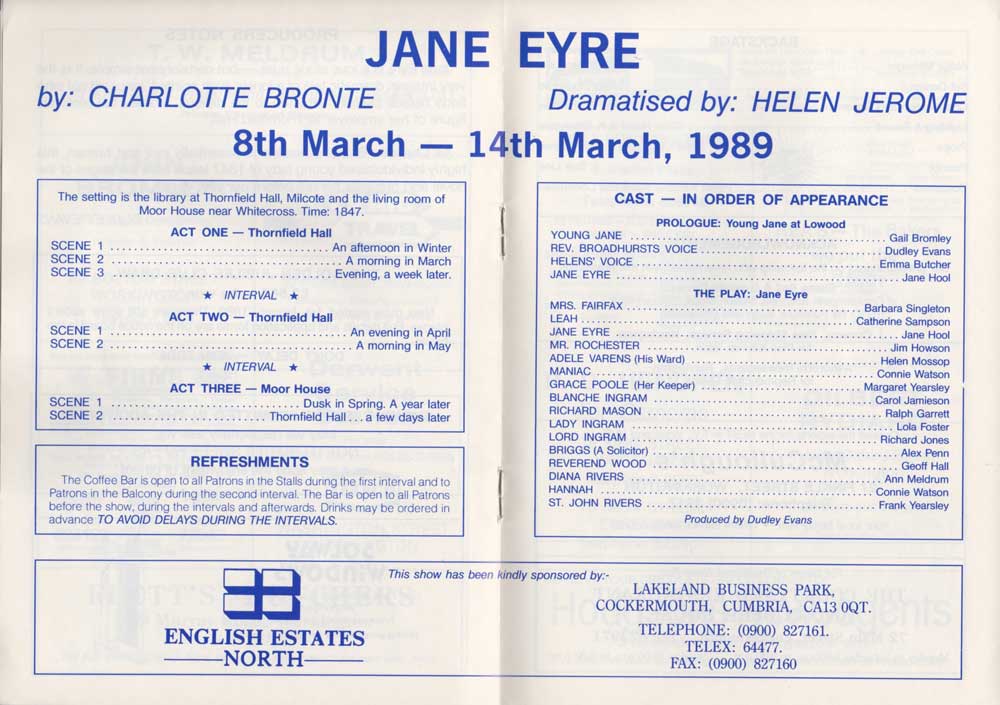 JANE EYRE
by: CHARLOTTE BRONTE
Dramatised by: HELEN JEROME
8th March — 14th March, 1989
The setting is the library at Thornfield Hall, Milcote and the living room of
Moor House near Whitecross. Time: 1847.
ACT ONE — Thornfield Hall
SCENE 1 .................... An afternoon in Winter
SCENE 2 .................... A morning in March
SCENE 3 .................... Evening, a week later.
★ INTERVAL ★
ACT TWO — Thornfield Hall
SCENE 1 .................... An evening in April
SCENE 2 .................... A morning in May
★ INTERVAL ★
ACT THREE — Moor House
SCENE 1 .................... Dusk in Spring. A year later
SCENE 2 .................... Thornfield Hall ... a few days later
REFRESHMENTS
The Coffee Bar is open to all Patrons in the Stalls during the first interval and to
Patrons in the Balcony during the second interval. The Bar is open to all Patrons
before the show, during the intervals and afterwards. Drinks may be ordered in
advance TO AVOID DELAYS DURING THE INTERVALS.
CAST — IN ORDER OF APPEARANCE
PROLOGUE: Young Jane at Lowood
YOUNG JANE .................... Gail Bromley
REV. BROADHURSTS VOICE .................... Dudley Evans
HELENS' VOICE .................... Emma Butcher
JANE EYRE .................... Jane Hool
THE PLAY: Jane Eyre
MRS. FAIRFAX .................... Barbara Singleton
LEAH .................... Catherine Sampson
JANE EYRE .................... Jane Hool
MR. ROCHESTER .................... Jim Howson
ADELE VARENS (His Ward) .................... Helen Mossop
MANIAC .................... Connie Watson
GRACE POOLE (Her Keeper) .................... Margaret Yearsley
BLANCHE INGRAM .................... Carol Jamieson
RICHARD MASON .................... Ralph Garrett
LADY INGRAM .................... Lola Foster
LORD INGRAM .................... Richard Jones
BRIGGS (A Solicitor) .................... Alex Penn
REVEREND WOOD .................... Geoff Hall
DIANA RIVERS .................... Ann Meldrum
HANNAH .................... Connie Watson
ST. JOHN RIVERS .................... Frank Yearsley
Produced by Dudley Evans
This show has been kindly sponsored by:-
ENGLISH ESTATES
NORTH
LAKELAND BUSINESS PARK,
COCKERMOUTH, CUMBRIA, CA13 0QT.
TELEPHONE: (0900) 827161.
TELEX: 64477.
FAX: (0900) 827160